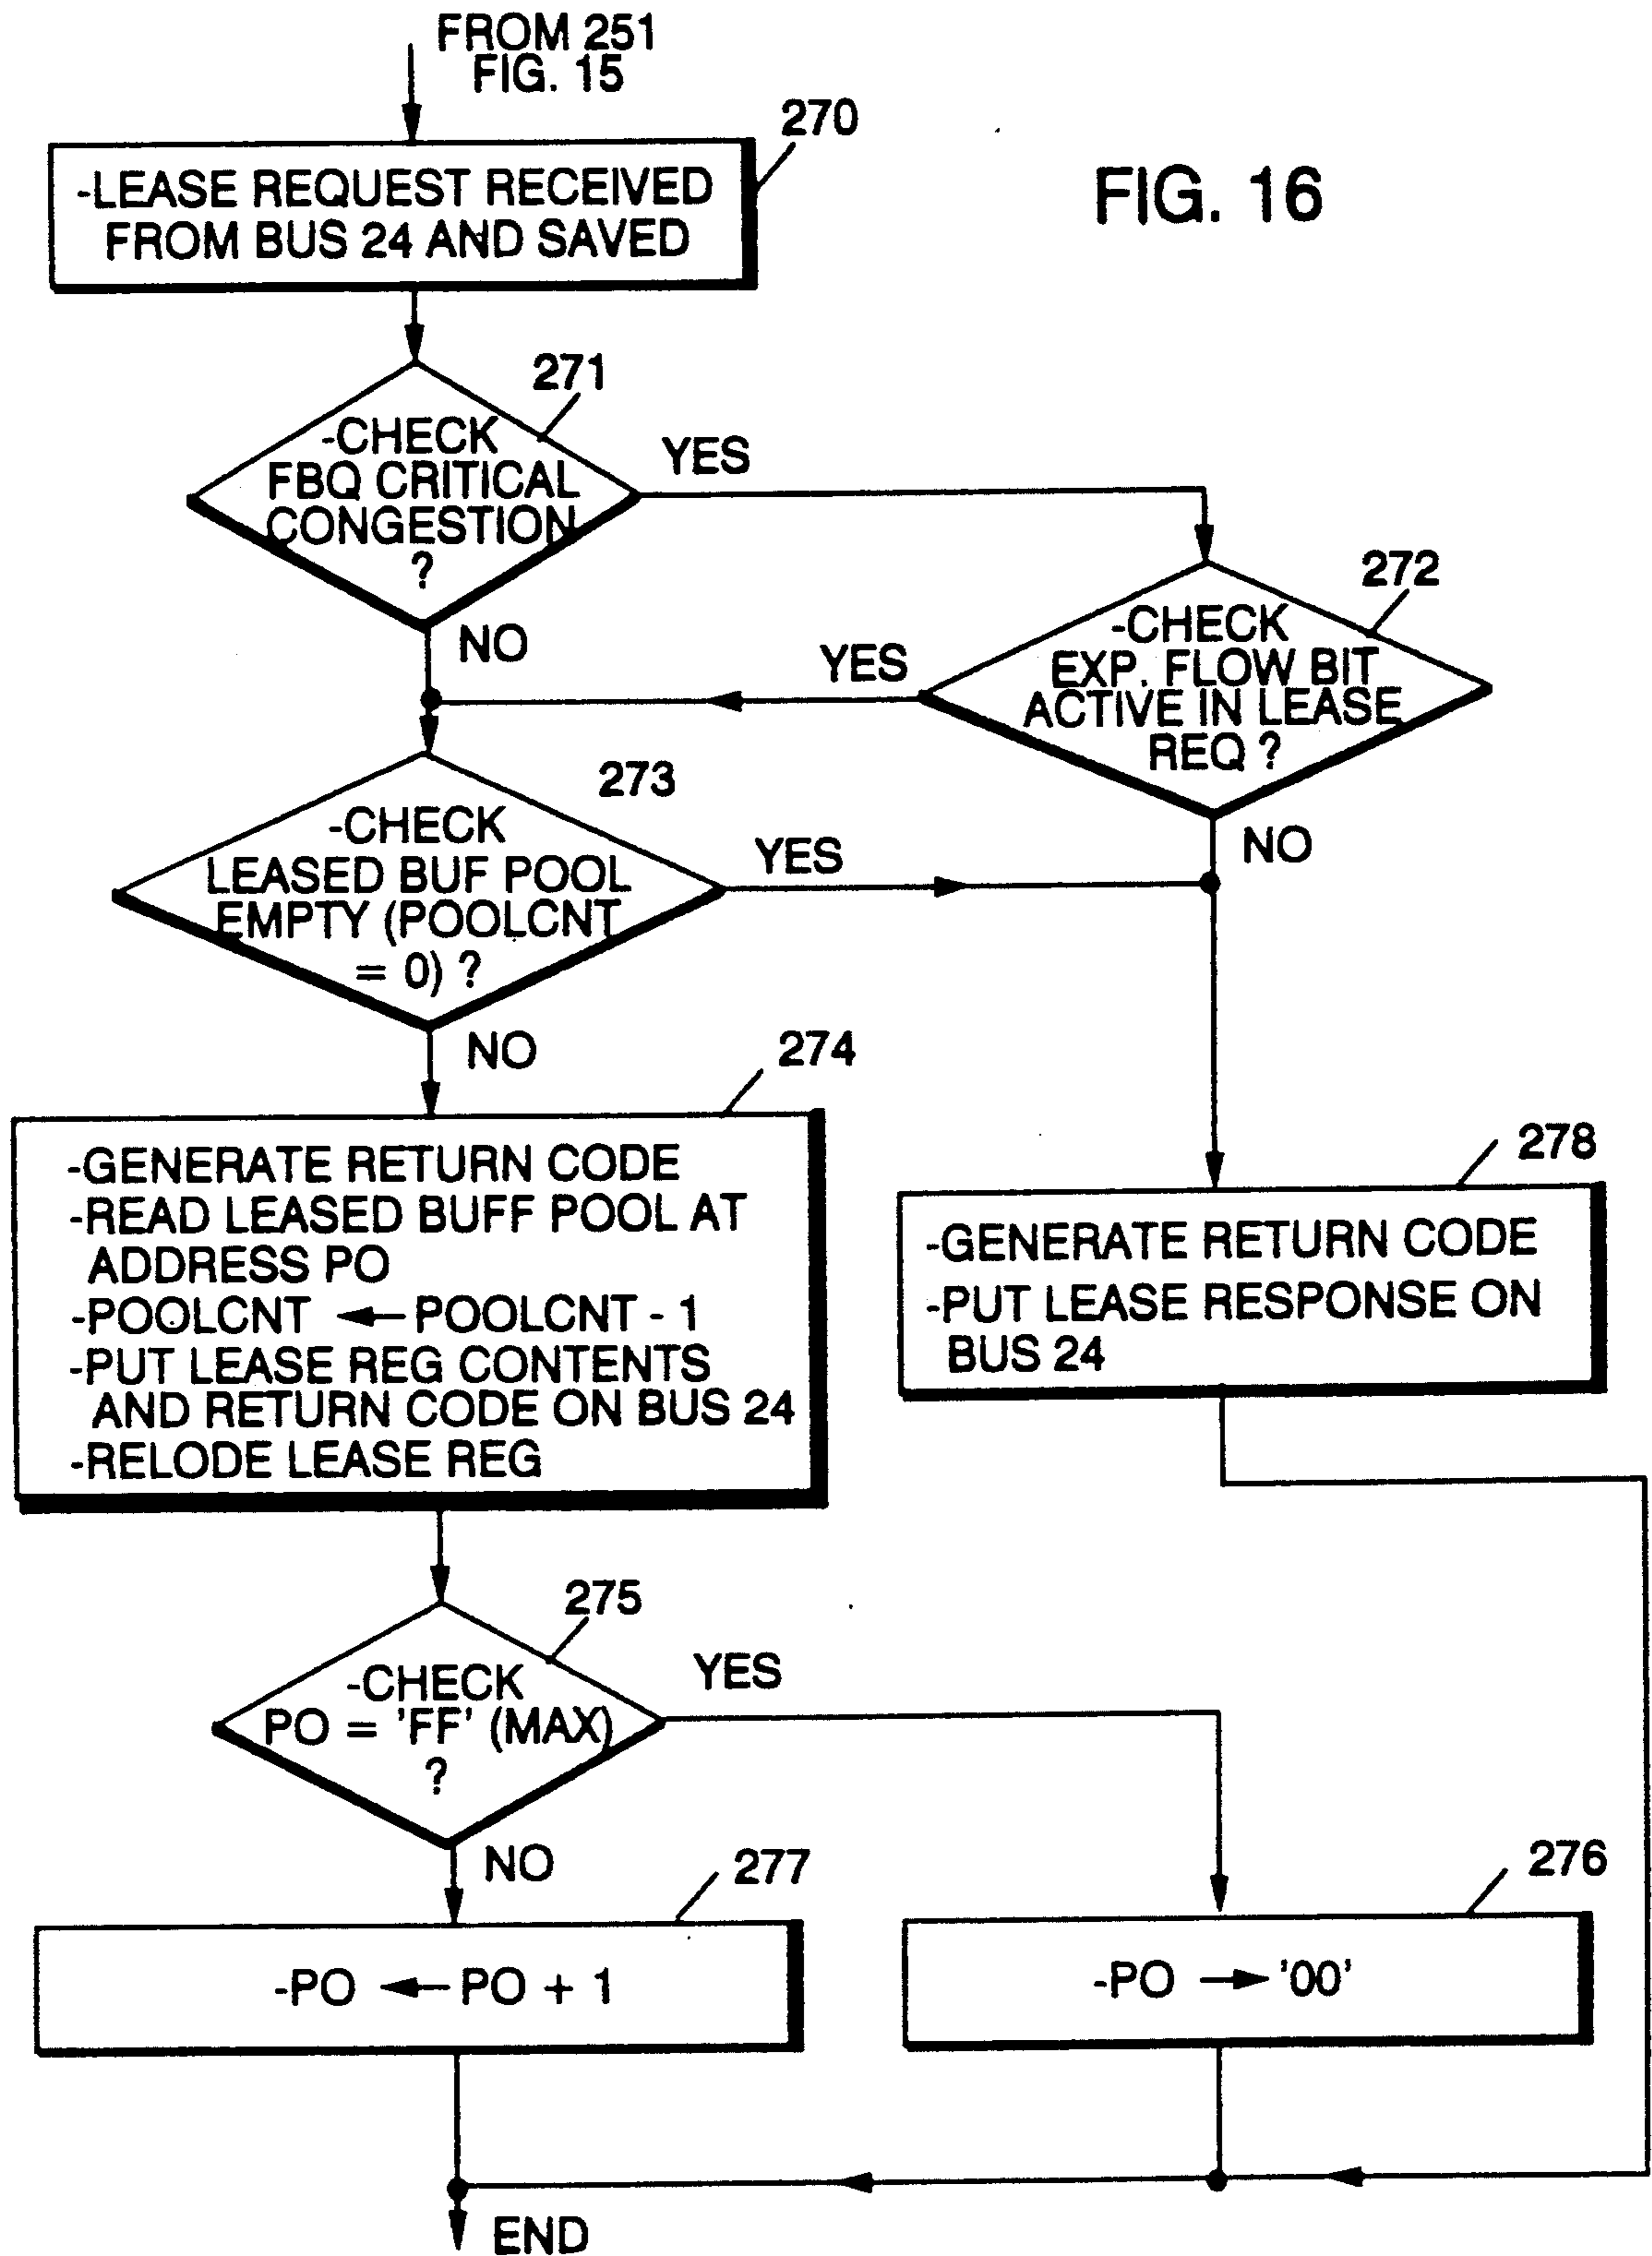 FROM 251
FIG. 15
270
-LEASE REQUEST RECEIVED
FROM BUS 24 AND SAVED
FIG. 16
271
-CHECK
FBQ CRITICAL
CONGESTION
?
YES
NO
272
-CHECK
EXP. FLOW BIT
ACTIVE IN LEASE
REQ ?
YES
NO
273
-CHECK
LEASED BUF POOL
EMPTY (POOLCNT
= 0) ?
YES
NO
274
-GENERATE RETURN CODE
-READ LEASED BUFF POOL AT
ADDRESS PO
-POOLCNT ← POOLCNT - 1
-PUT LEASE REG CONTENTS
AND RETURN CODE ON BUS 24
-RELODE LEASE REG
278
-GENERATE RETURN CODE
-PUT LEASE RESPONSE ON
BUS 24
275
-CHECK
PO = 'FF' (MAX)
?
YES
NO
277
-PO ← PO + 1
276
-PO → '00'
END